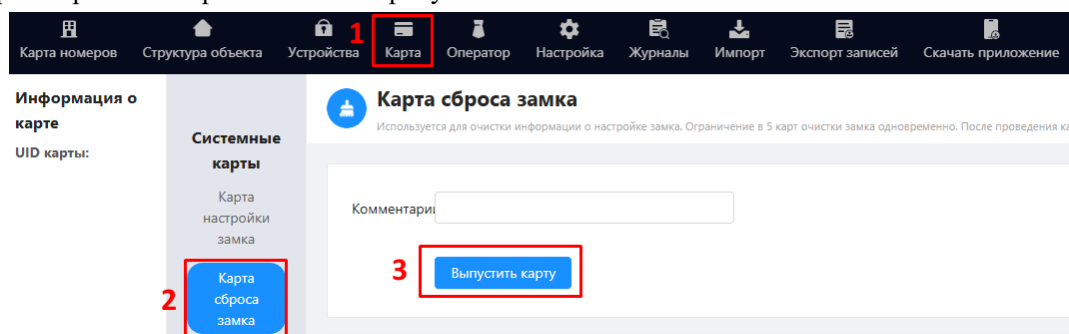 1
Карта номеров Структура объекта Устройства Карта Оператор Настройка Журналы Импорт Экспорт записей Скачать приложение
Информация о
карте
UID карты:
Системные
карты
Карта
настройки
замка
2
Карта
сброса
замка
Карта сброса замка
Используется для очистки информации о настройке замка. Ограничение в 5 карт очистки замка одновременно. После проведения
Комментари
3
Выпустить карту